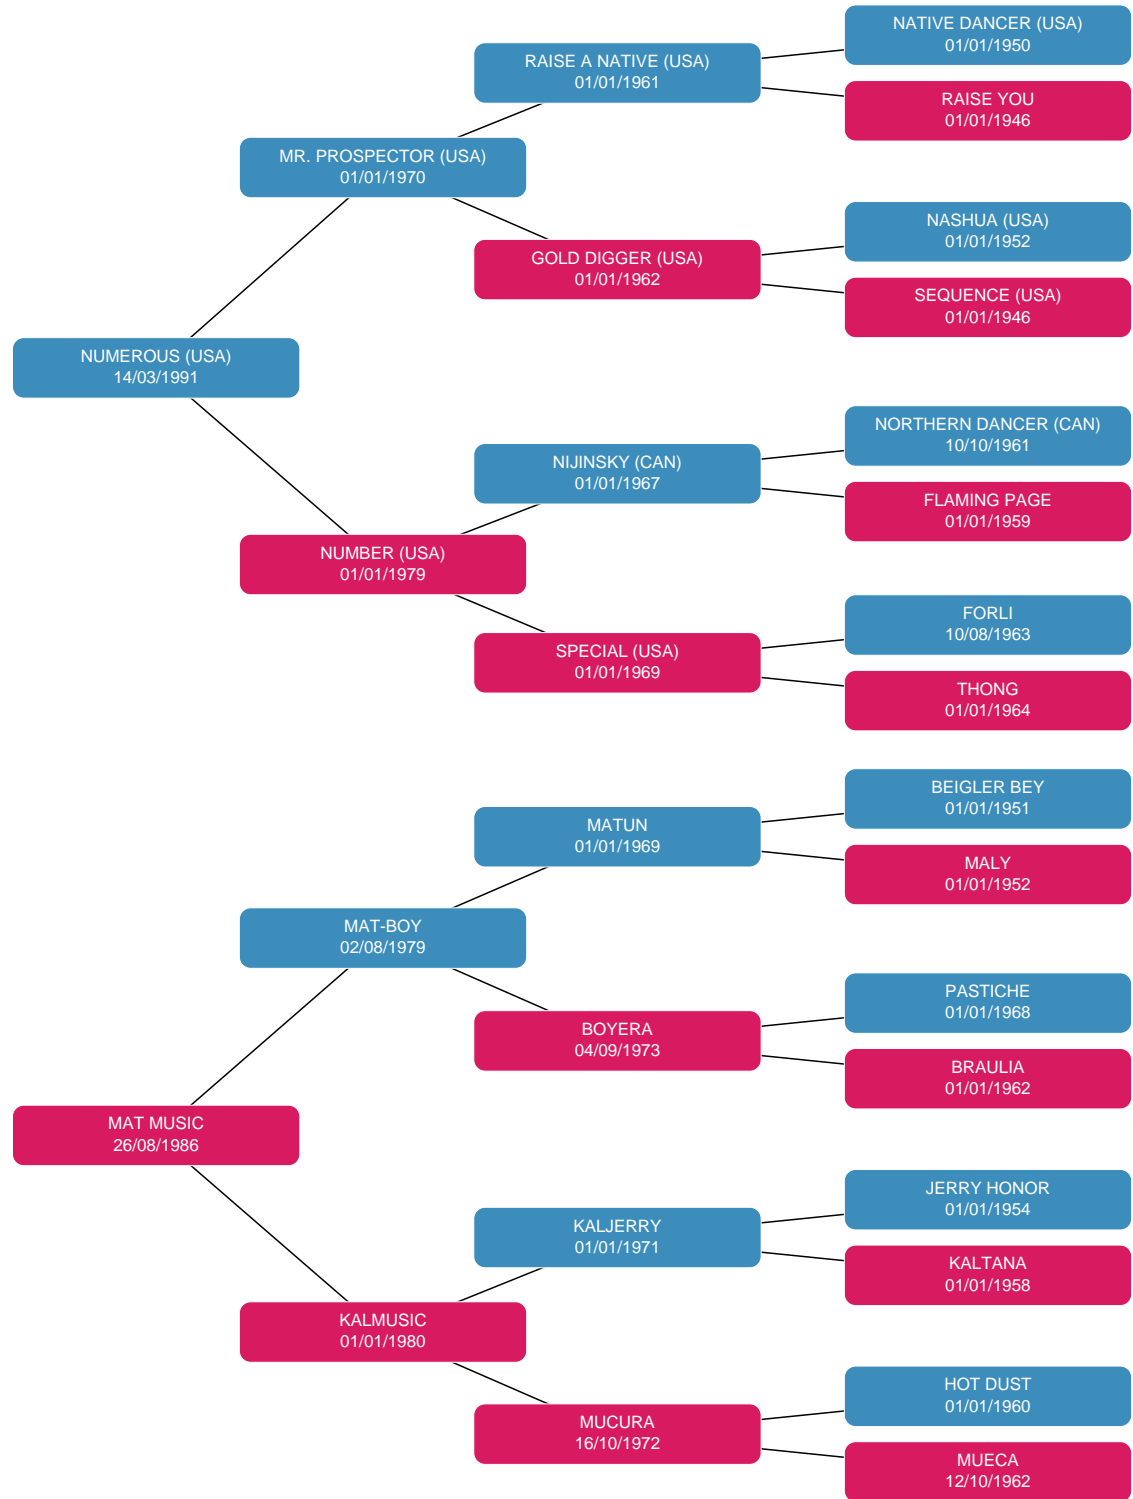 NATIVE DANCER (USA)
01/01/1950
RAISE A NATIVE (USA)
01/01/1961
RAISE YOU
01/01/1946
MR. PROSPECTOR (USA)
01/01/1970
NASHUA (USA)
01/01/1952
GOLD DIGGER (USA)
01/01/1962
SEQUENCE (USA)
01/01/1946
NUMEROUS (USA)
14/03/1991
NORTHERN DANCER (CAN)
10/10/1961
NIJINSKY (CAN)
01/01/1967
FLAMING PAGE
01/01/1959
NUMBER (USA)
01/01/1979
FORLI
10/08/1963
SPECIAL (USA)
01/01/1969
THONG
01/01/1964
BEIGLER BEY
01/01/1951
MATUN
01/01/1969
MALY
01/01/1952
MAT-BOY
02/08/1979
PASTICHE
01/01/1968
BOYERA
04/09/1973
BRAULIA
01/01/1962
MAT MUSIC
26/08/1986
JERRY HONOR
01/01/1954
KALJERRY
01/01/1971
KALTANA
01/01/1958
KALMUSIC
01/01/1980
HOT DUST
01/01/1960
MUCURA
16/10/1972
MUECA
12/10/1962